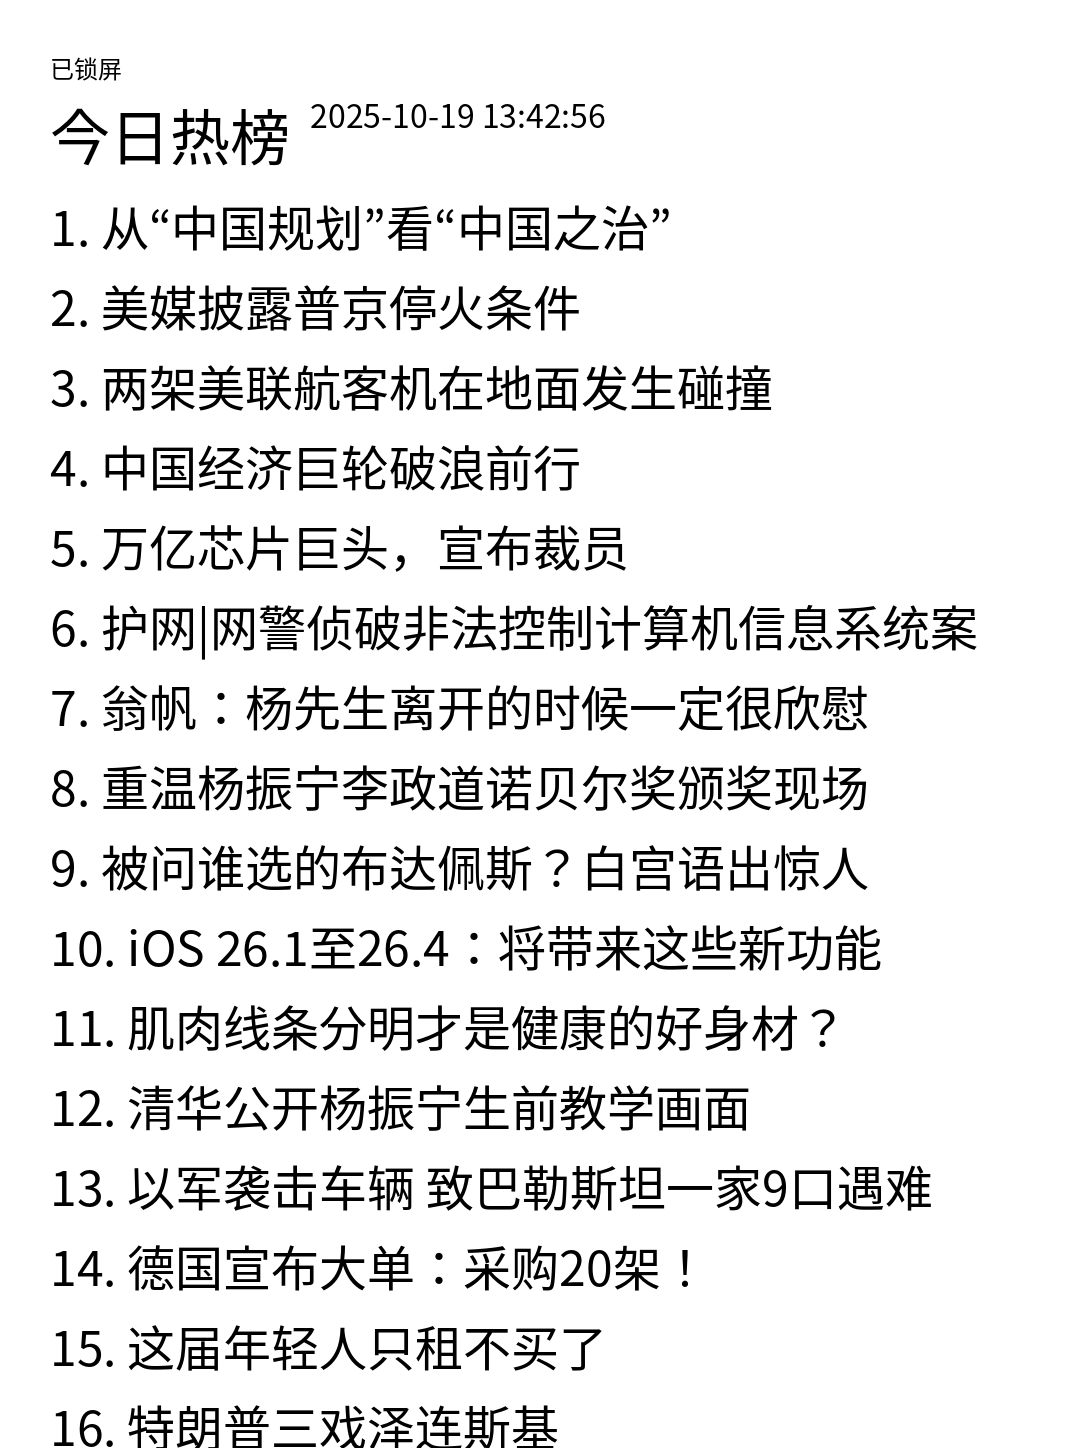 已锁屏
今日热榜 2025-10-19 13:42:56
1. 从“中国规划”看“中国之治”
2. 美媒披露普京停火条件
3. 两架美联航客机在地面发生碰撞
4. 中国经济巨轮破浪前行
5. 万亿芯片巨头，宣布裁员
6. 护网|网警侦破非法控制计算机信息系统案
7. 翁帆：杨先生离开的时候一定很欣慰
8. 重温杨振宁李政道诺贝尔奖颁奖现场
9. 被问谁选的布达佩斯？白宫语出惊人
10. iOS 26.1至26.4：将带来这些新功能
11. 肌肉线条分明才是健康的好身材？
12. 清华公开杨振宁生前教学画面
13. 以军袭击车辆 致巴勒斯坦一家9口遇难
14. 德国宣布大单：采购20架！
15. 这届年轻人只租不买了
16. 特朗普三戏泽连斯基